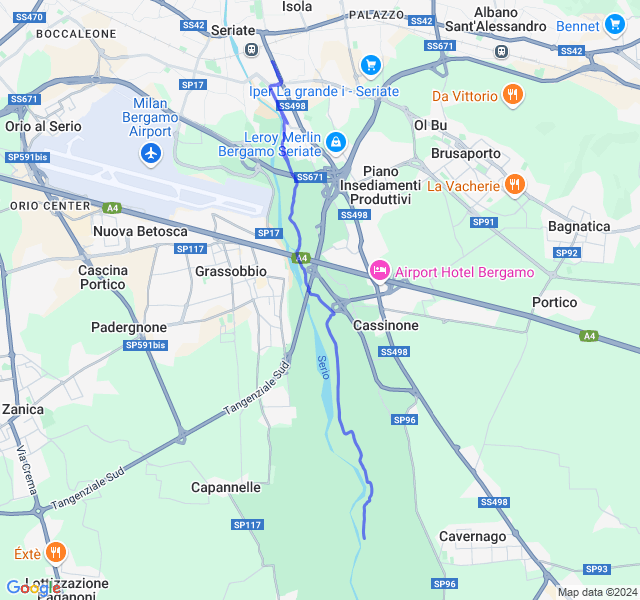 SS470
SS42
Isola
PALAZZO
SS42
Albano
Sant'Alessandro
Bennet
BOCCALEONE
Seriate
SS671
SS42
SS671
SP17
Iper La grande i - Seriate
SS498
Da Vittorio
Milan
Bergamo
Airport
Orio al Serio
Ol Bu
Leroy Merlin
Bergamo Seriate
Brusaporto
SP591bis
SS671
Piano
Insediamenti
Produttivi
La Vacherie
ORIO CENTER
A4
SS498
SP91
Bagnatica
Nuova Betosca
SP17
SP117
A4
SP92
Cascina
Portico
Grassobbio
Airport Hotel Bergamo
Portico
Padergnone
Cassinone
A4
SP591bis
SS498
Serio
Tangenziale Sud
Zanica
SP96
Via Crema
Tangenziale Sud
Capannelle
SS498
SP117
Cavernago
Éxtè
SP93
Lottizzazione
Paganoni
SP96
Google
Map data ©2024